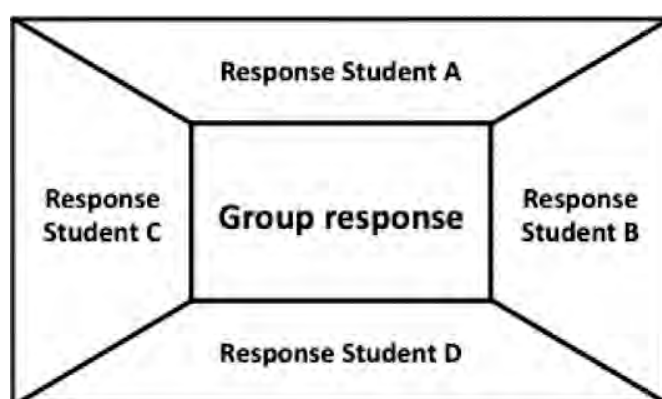 Response Student A
Response
Student C
Group response
Response
Student B
Response Student D